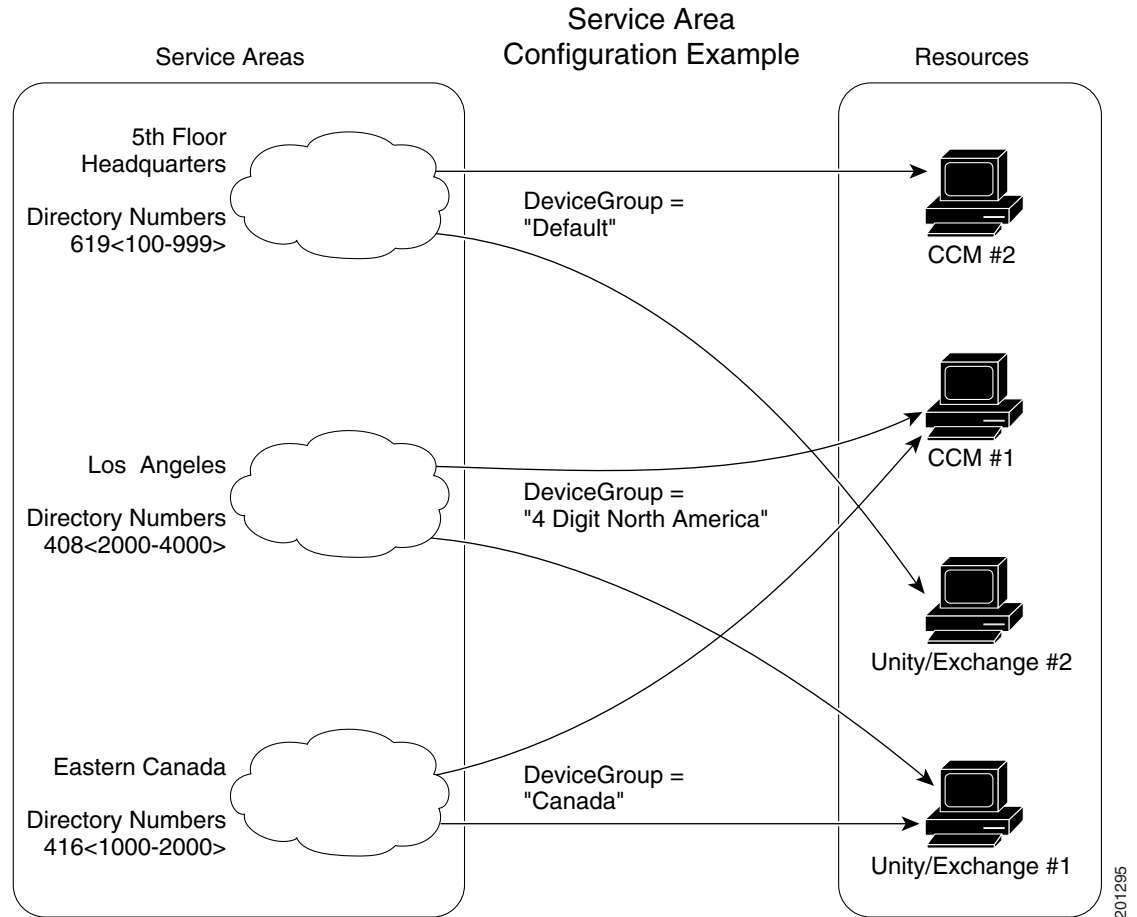 Service Area
Configuration Example
Service Areas
Resources
5th Floor
Headquarters
Directory Numbers
619<100-999>
DeviceGroup =
"Default"
CCM #2
Los Angeles
Directory Numbers
408<2000-4000>
DeviceGroup =
"4 Digit North America"
CCM #1
Unity/Exchange #2
Eastern Canada
Directory Numbers
416<1000-2000>
DeviceGroup =
"Canada"
Unity/Exchange #1
201295